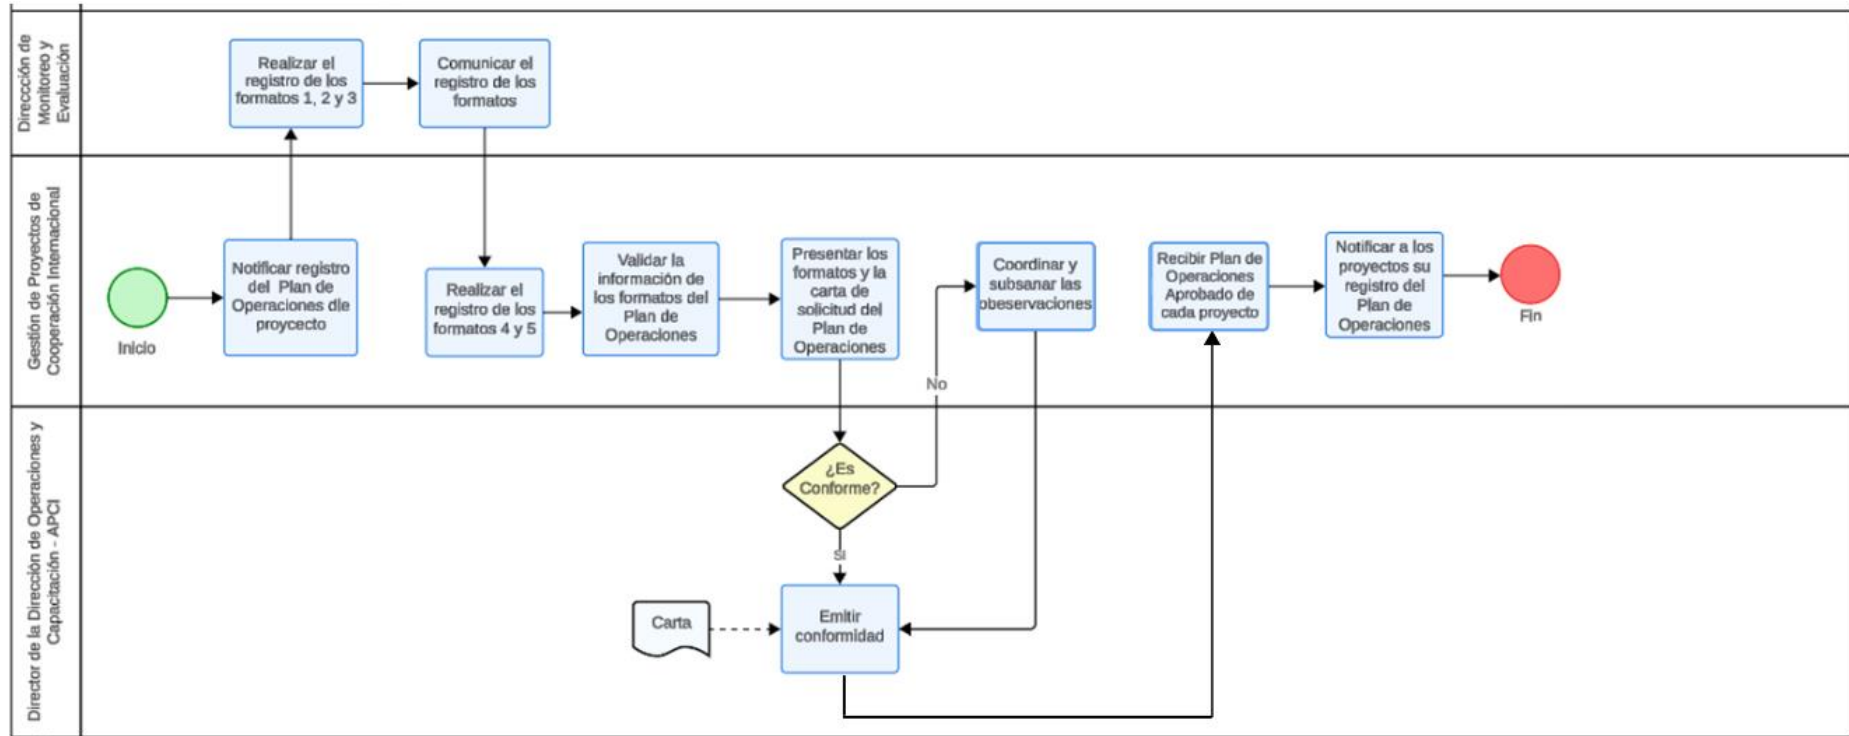 Direccción de
Monitoreo y
Evaluación
Realizar el
registro de los
formatos 1, 2 y 3
Comunicar el
registro de los
formatos
Gestión de Proyectos de
Cooperación Internacional
Inicio
Notificar registro
del Plan de
Operaciones dle
proycecto
Realizar el
registro de los
formatos 4 y 5
Validar la
información de
los formatos del
Plan de
Operaciones
Presentar los
formatos y la
carta de
solicitud del
Plan de
Operaciones
No
Coordinar y
subsanar las
obeservaciones
Recibir Plan de
Operaciones
Aprobado de
cada proyecto
Notificar a los
proyectos su
registro del
Plan de
Operaciones
Fin
Director de la Dirección de Operaciones y
Capacitación - APCI
¿Es
Conforme?
SI
Carta
Emitir
conformidad